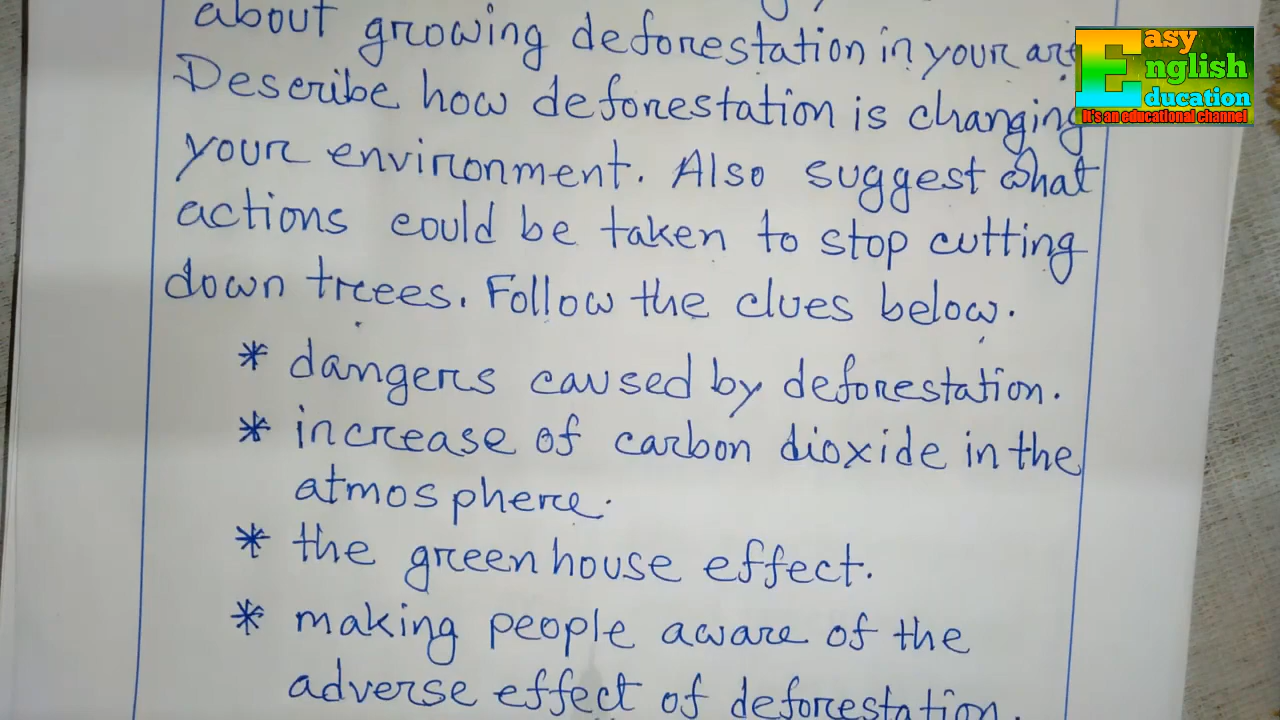 about growing deforestation in your are
Describe how deforestation is changing
your environment. Also suggest what
actions could be taken to stop cutting
down trees. Follow the clues below.
* dangers caused by deforestation.
* increase of carbon dioxide in the
atmosphere.
* the greenhouse effect.
* making people aware of the
adverse effect of deforestation.
Easy
English
Education
It's an educational channel